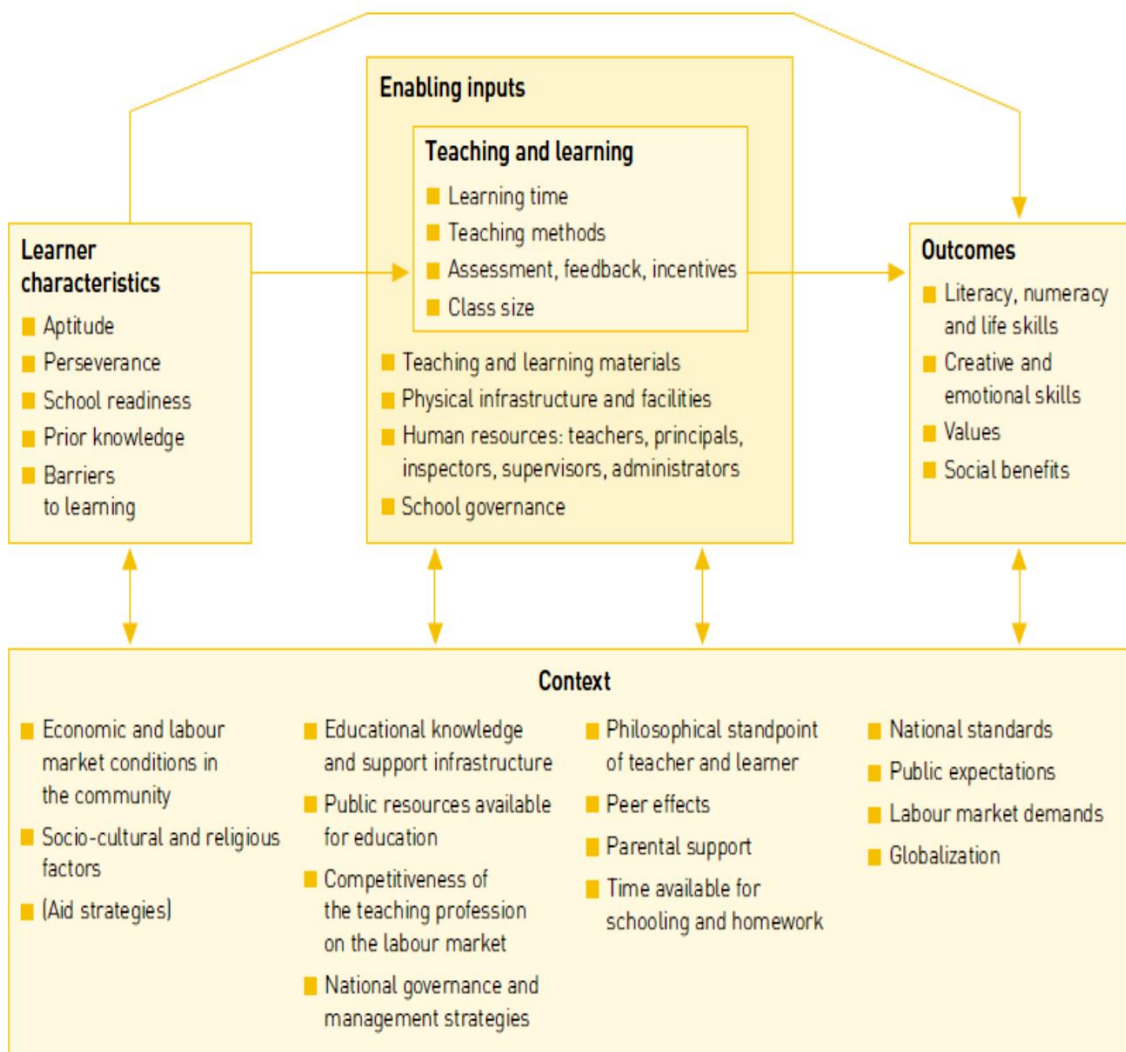 Enabling inputs
Teaching and learning
Learning time
Teaching methods
Assessment, feedback, incentives
Class size
Teaching and learning materials
Physical infrastructure and facilities
Human resources: teachers, principals,
inspectors, supervisors, administrators
School governance
Learner
characteristics
Aptitude
Perseverance
School readiness
Prior knowledge
Barriers
to learning
Outcomes
Literacy, numeracy
and life skills
Creative and
emotional skills
Values
Social benefits
Context
Economic and labour
market conditions in
the community
Socio-cultural and religious
factors
(Aid strategies)
Educational knowledge
and support infrastructure
Public resources available
for education
Competitiveness of
the teaching profession
on the labour market
National governance and
management strategies
Philosophical standpoint
of teacher and learner
Peer effects
Parental support
Time available for
schooling and homework
National standards
Public expectations
Labour market demands
Globalization